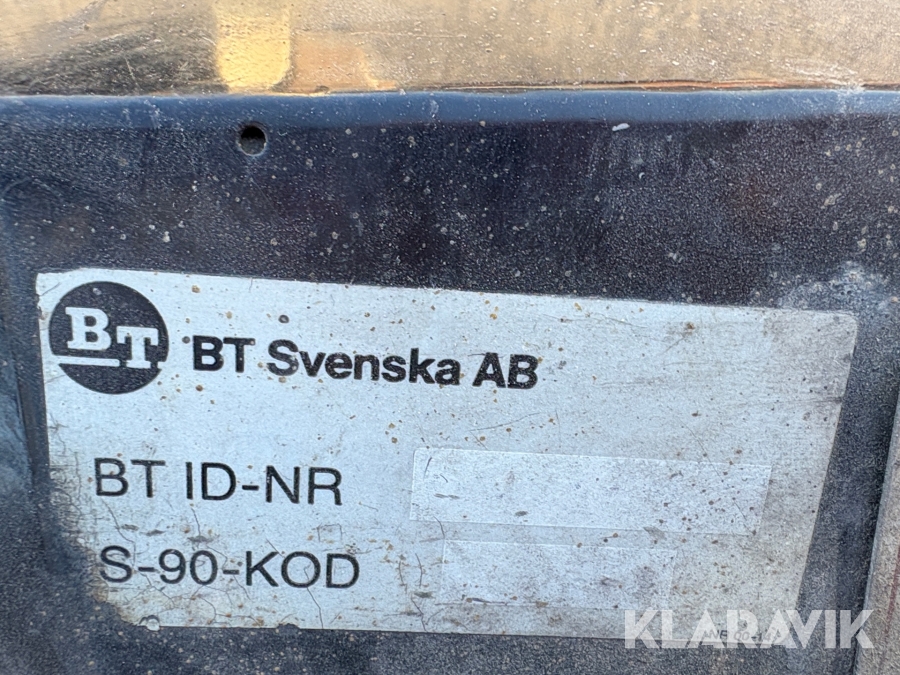 BT BT Svenska AB
BT ID-NR
S-90-KOD
KLARAVIK